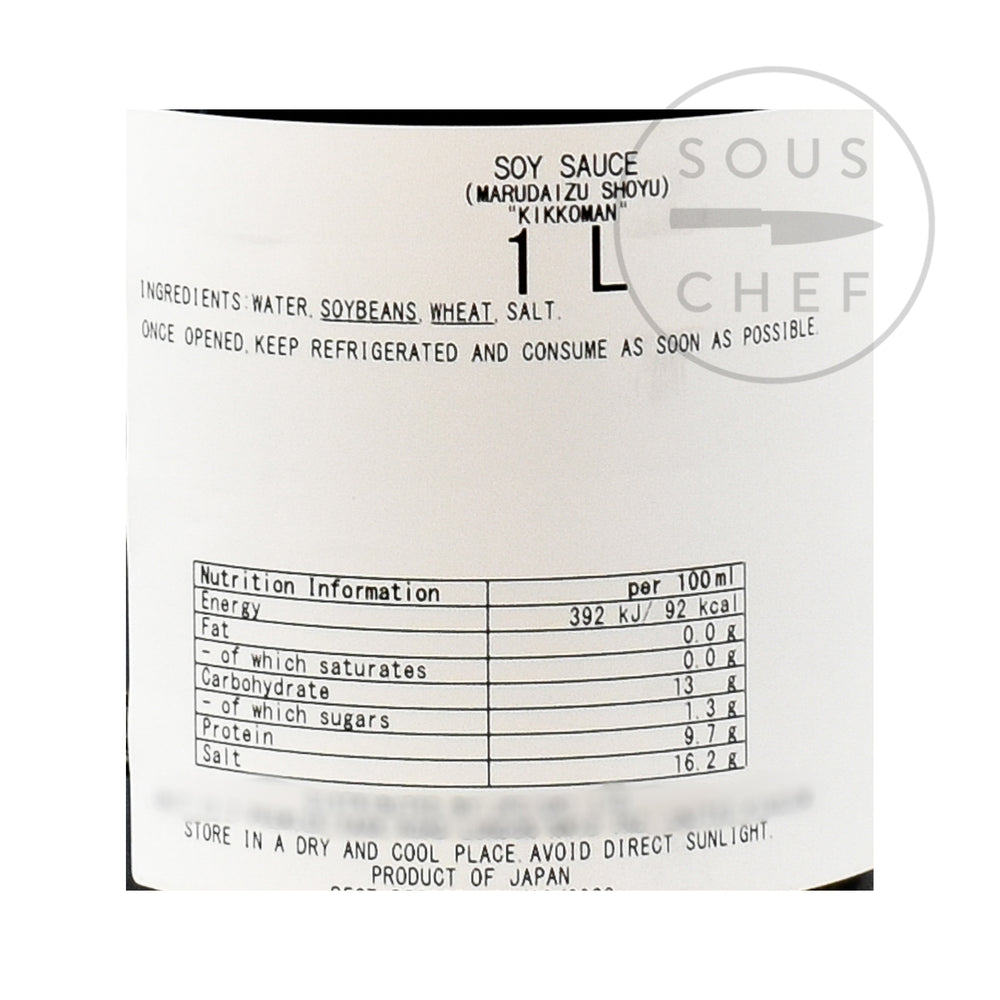 SOUS
CHEF
SOY SAUCE
(MARUDAIZU SHOYU)
"KIKKOMAN"
1 L
INGREDIENTS:WATER, SOYBEANS, WHEAT, SALT.
ONCE OPENED, KEEP REFRIGERATED AND CONSUME AS SOON AS POSSIBLE.
Nutrition Information per 100ml
Energy 392 kJ/ 92 kcal
Fat 0.0 g
- of which saturates 0.0 g
Carbohydrate 13 g
- of which sugars 1.3 g
Protein 9.7 g
Salt 16.2 g
STORE IN A DRY AND COOL PLACE. AVOID DIRECT SUNLIGHT.
PRODUCT OF JAPAN